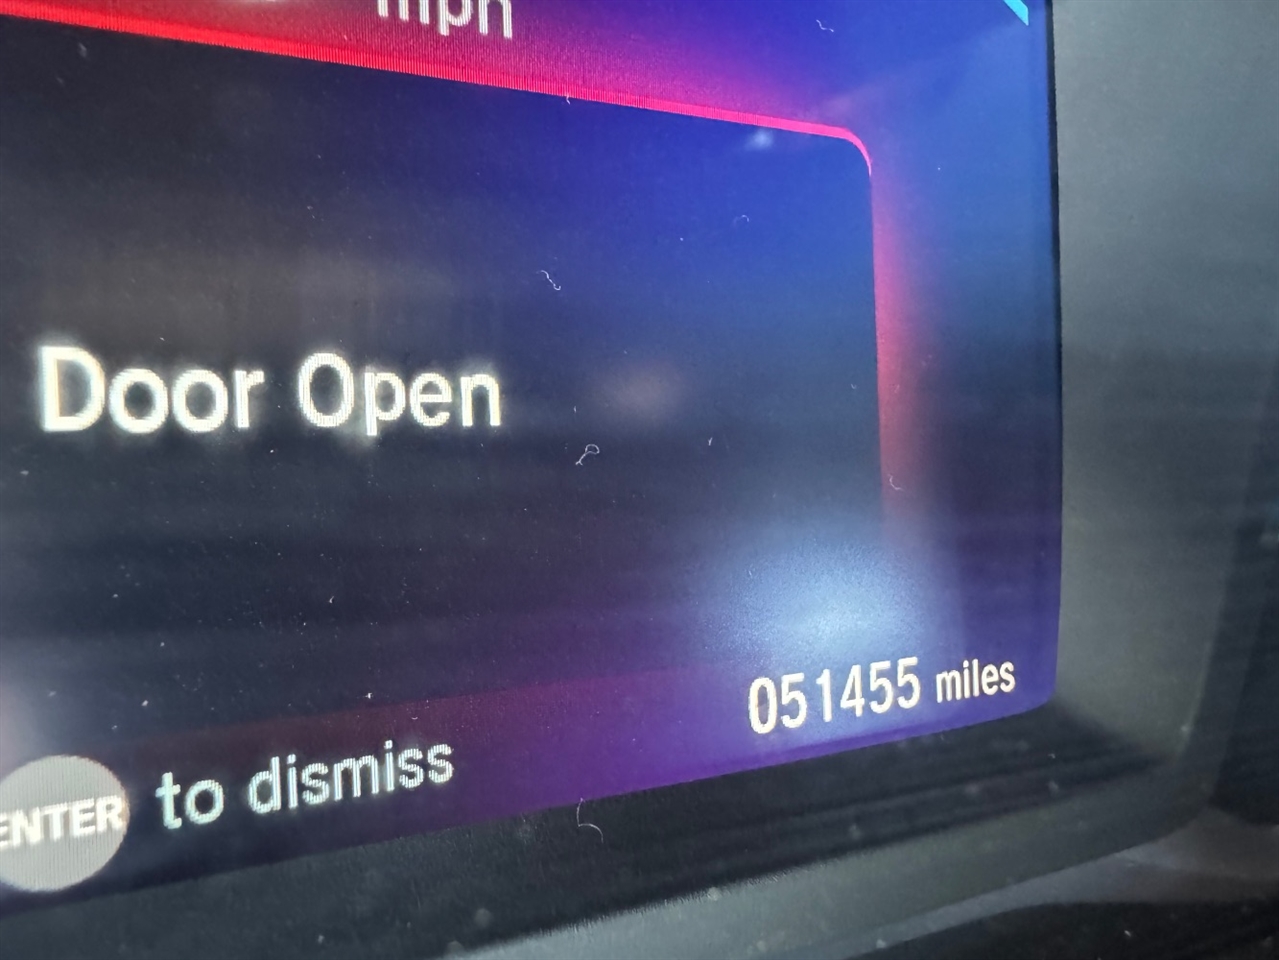 mph
Door Open
051455 miles
ENTER to dismiss